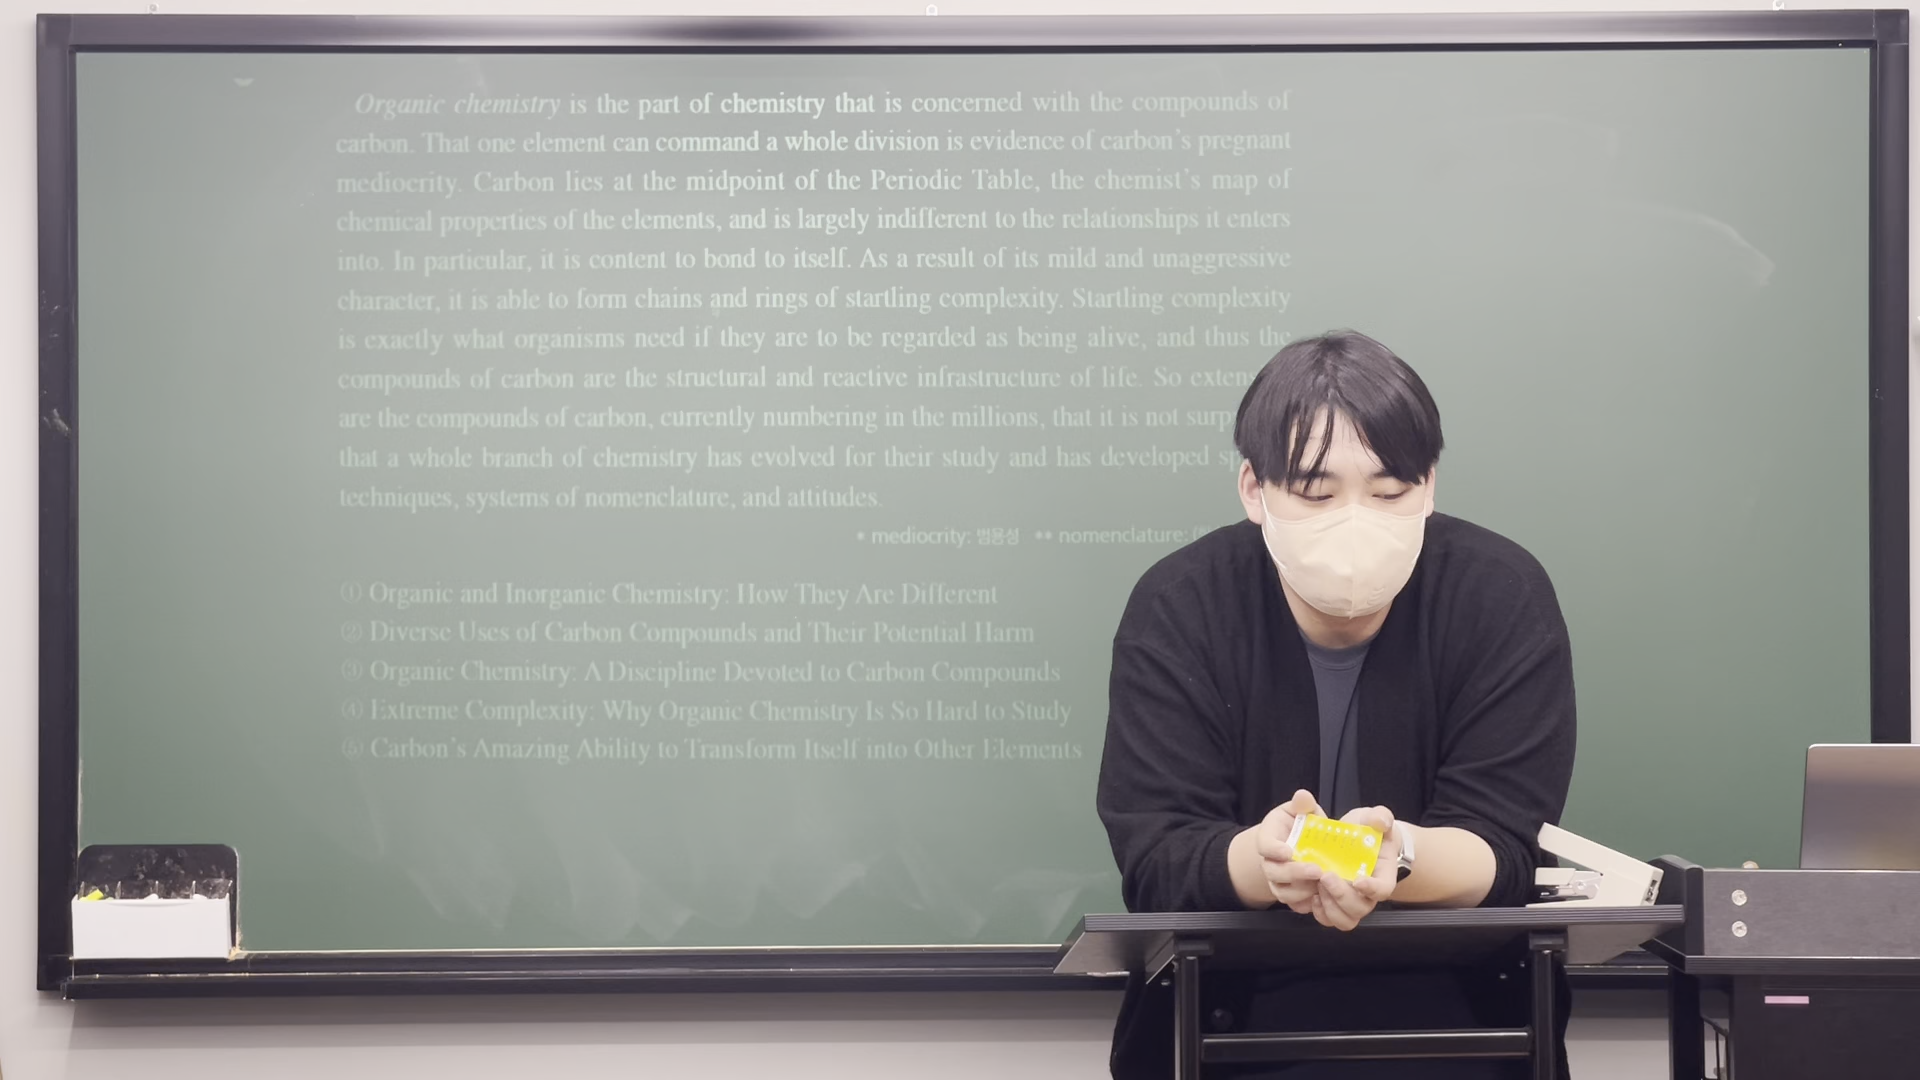 Organic chemistry is the part of chemistry that is concerned with the compounds of
carbon. That one element can command a whole division is evidence of carbon's pregnant
mediocrity. Carbon lies at the midpoint of the Periodic Table, the chemist's map of
chemical properties of the elements, and is largely indifferent to the relationships it enters
into. In particular, it is content to bond to itself. As a result of its mild and unaggressive
character, it is able to form chains and rings of startling complexity. Startling complexity
is exactly what organisms need if they are to be regarded as being alive, and thus the
compounds of carbon are the structural and reactive infrastructure of life. So
are the compounds of carbon, currently numbering in the millions, that it is not
that a whole branch of chemistry has evolved for their study and has developed
techniques, systems of nomenclature, and attitudes.
* mediocrity: 범용성 ** nomenclature:
① Organic and Inorganic Chemistry: How They Are Different
② Diverse Uses of Carbon Compounds and Their Potential Harm
③ Organic Chemistry: A Discipline Devoted to Carbon Compounds
④ Extreme Complexity: Why Organic Chemistry Is So Hard to Study
⑤ Carbon's Amazing Ability to Transform Itself into Other Elements